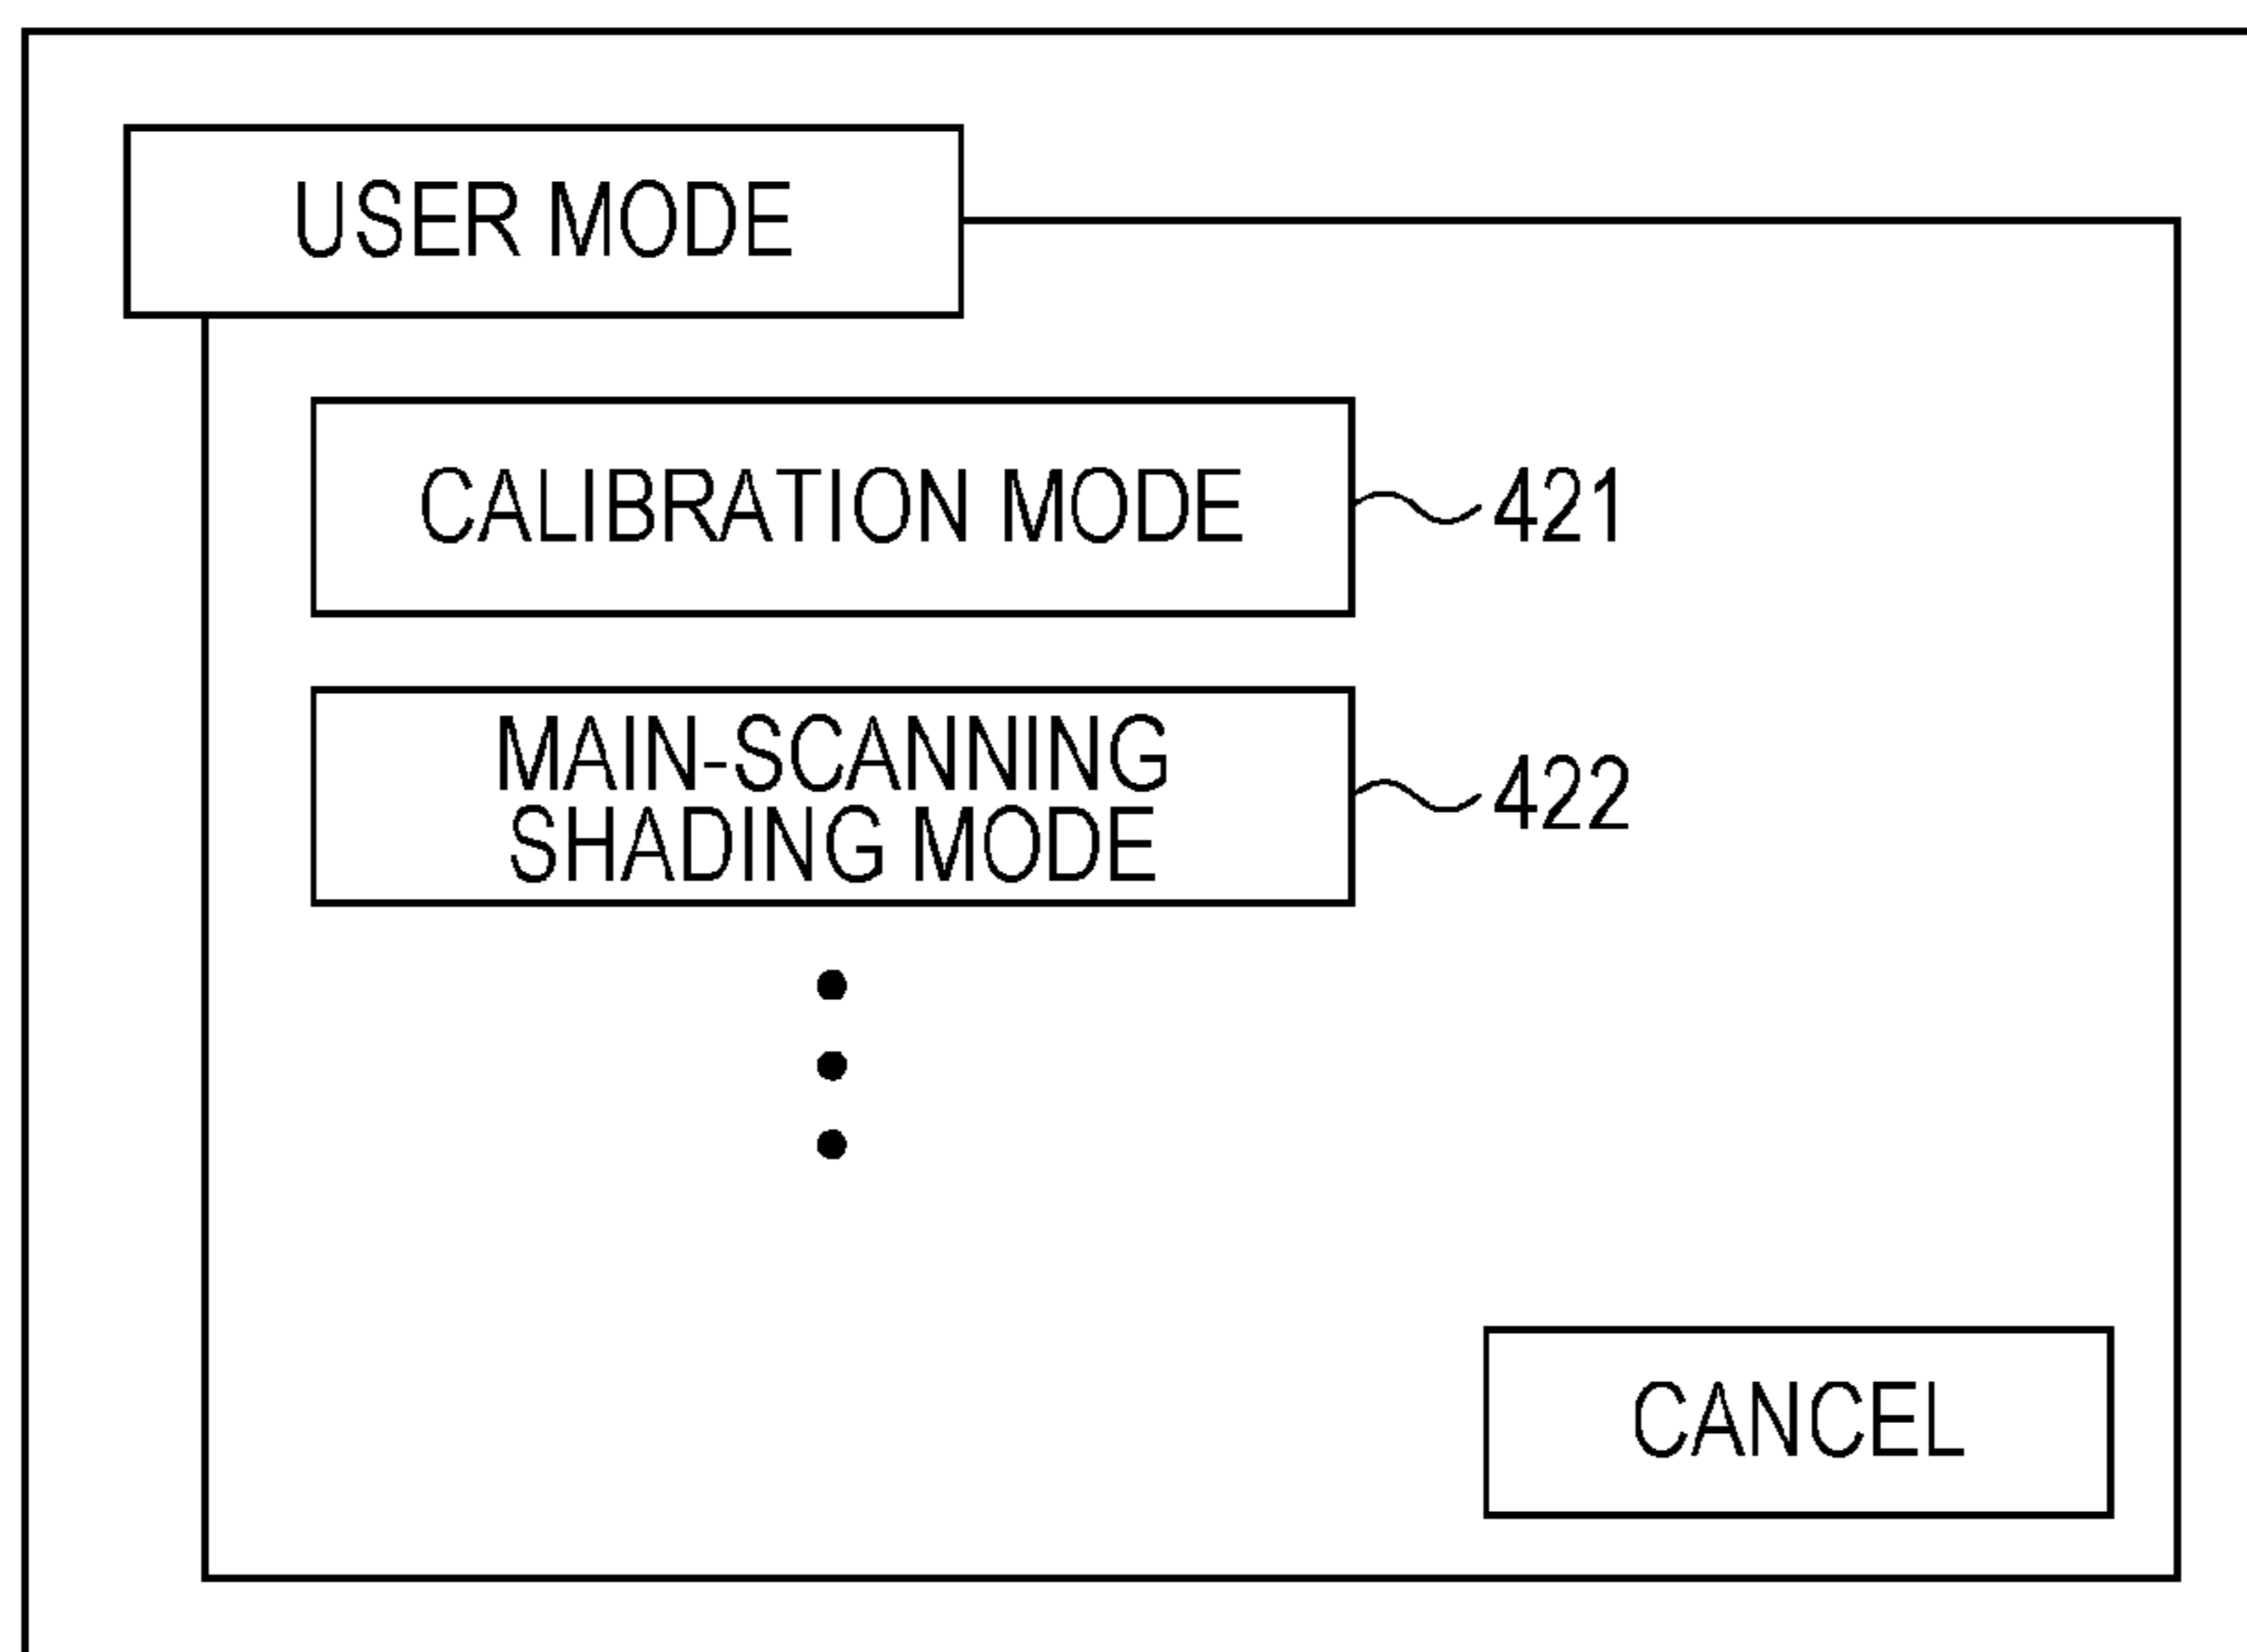 USER MODE
CALIBRATION MODE 421
MAIN-SCANNING
SHADING MODE 422
CANCEL